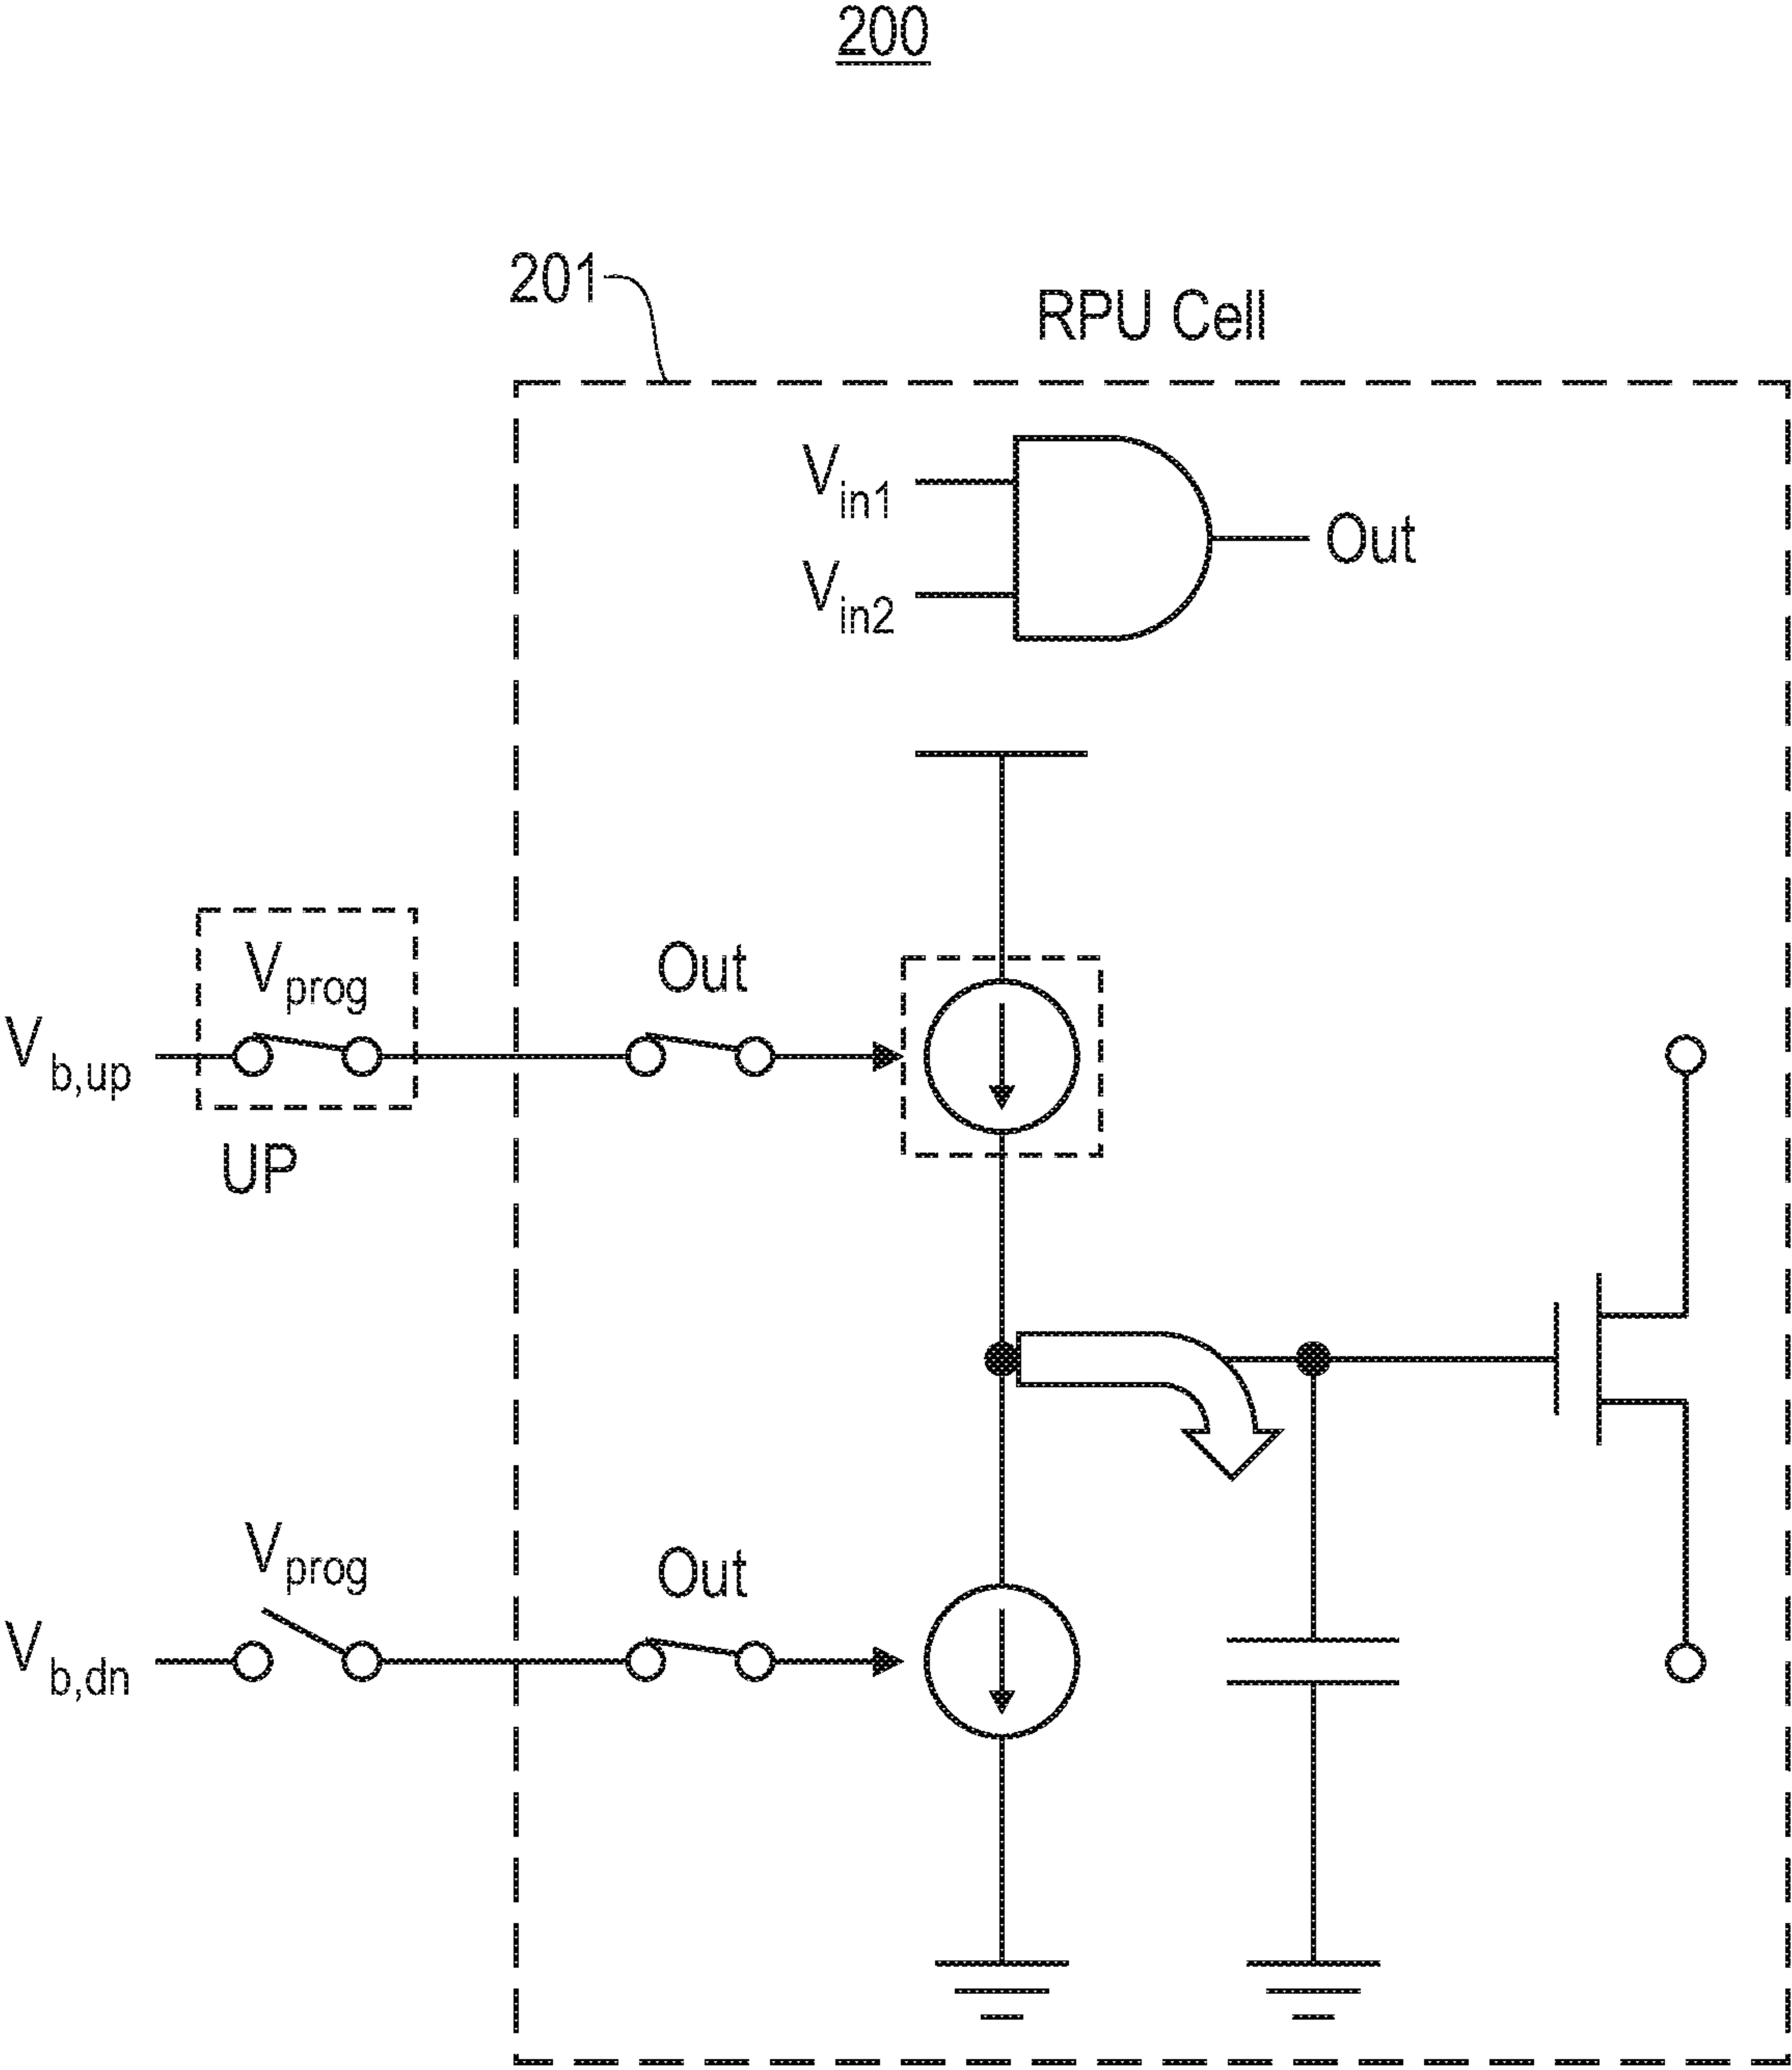 200
201
RPU Cell
Vin1
Vin2
Out
Vprog
Out
Vb,up
UP
Vprog
Out
Vb,dn